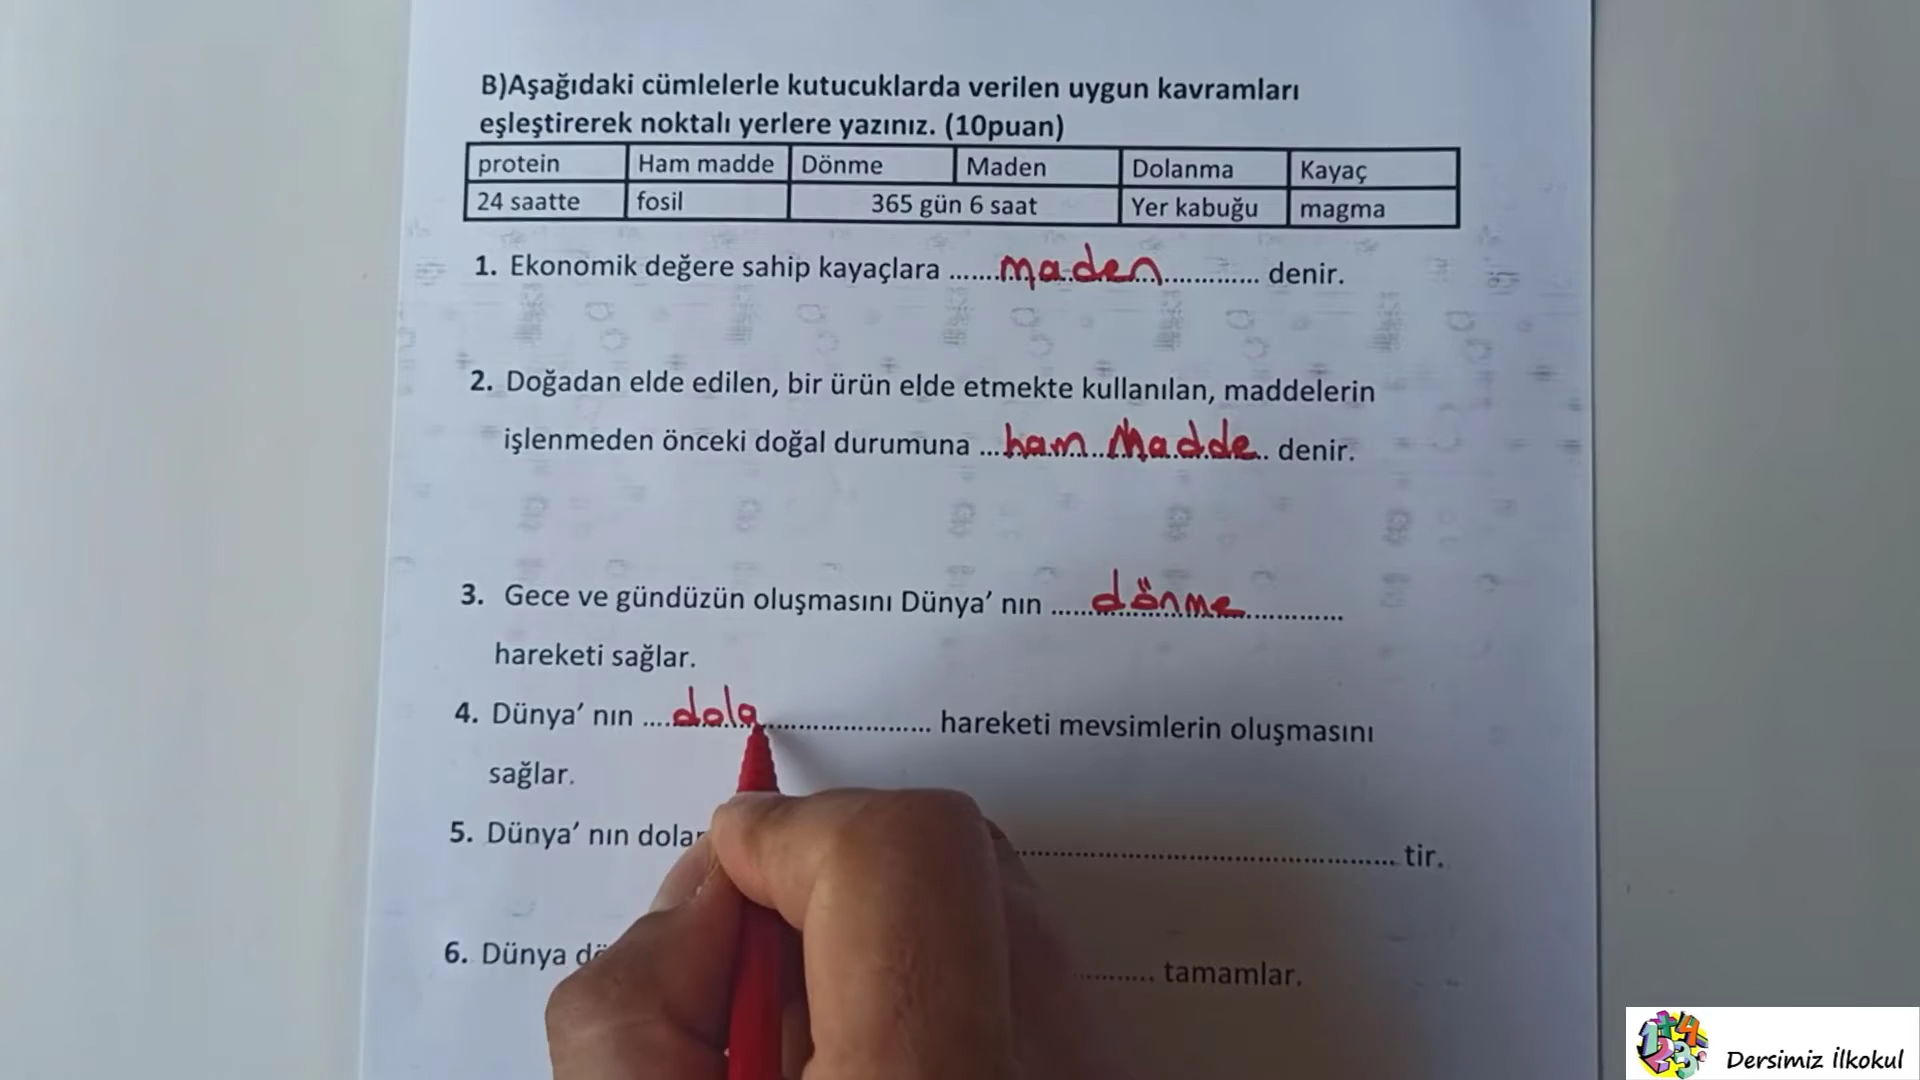 B)Aşağıdaki cümlelerle kutucuklarda verilen uygun kavramları
eşleştirerek noktalı yerlere yazınız. (10puan)
protein Ham madde Dönme Maden Dolanma Kayaç
24 saatte fosil 365 gün 6 saat Yer kabuğu magma
1. Ekonomik değere sahip kayaçlara .......maden............. denir.
2. Doğadan elde edilen, bir ürün elde etmekte kullanılan, maddelerin
işlenmeden önceki doğal durumuna ...ham madde.. denir.
3. Gece ve gündüzün oluşmasını Dünya' nın ......dönme.............
hareketi sağlar.
4. Dünya' nın ....dola.................... hareketi mevsimlerin oluşmasını
sağlar.
5. Dünya' nın ............................................. tir.
6. Dünya .......... tamamlar.
Dersimiz İlkokul